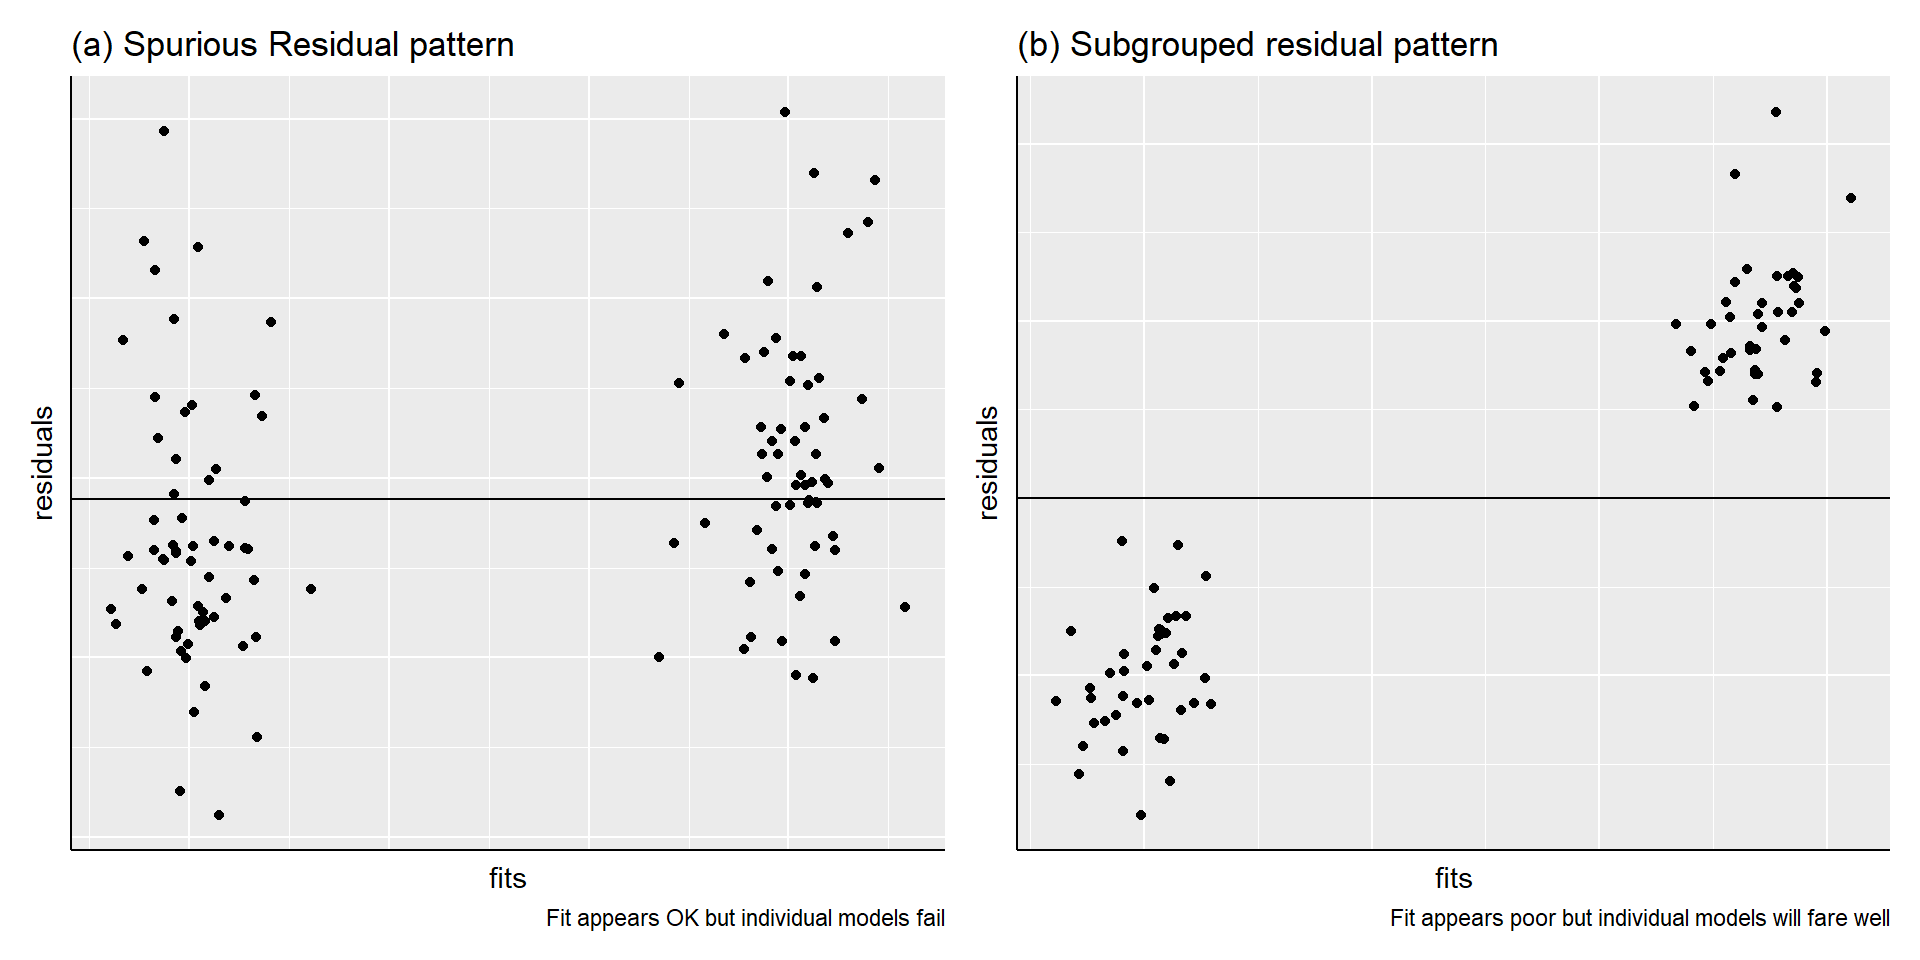 (a) Spurious Residual pattern
residuals
fits
Fit appears OK but individual models fail
(b) Subgrouped residual pattern
residuals
fits
Fit appears poor but individual models will fare well